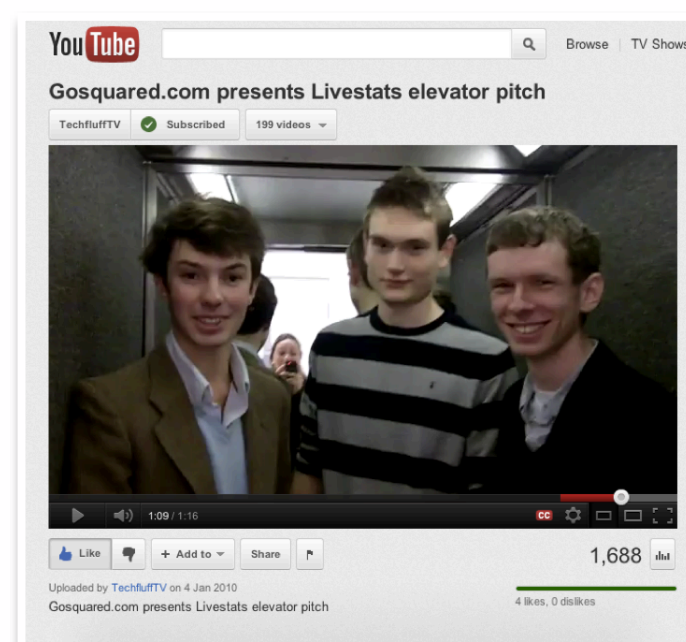 YouTube Browse TV Shows
Gosquared.com presents Livestats elevator pitch
TechfluffTV Subscribed 199 videos
1:09 / 1:16 CC
Like + Add to Share 1,688
Uploaded by TechfluffTV on 4 Jan 2010
Gosquared.com presents Livestats elevator pitch
4 likes, 0 dislikes